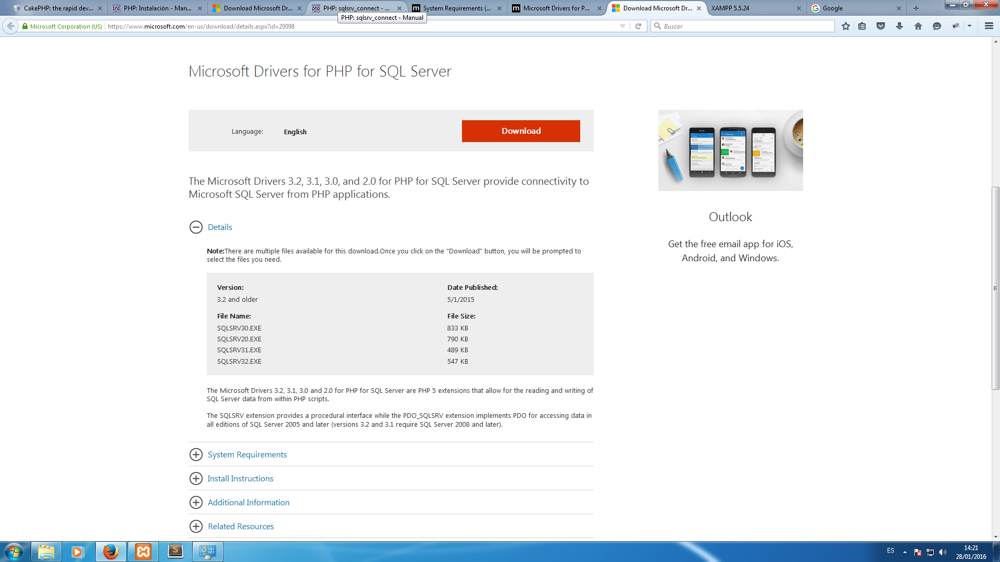 CakePHP: the rapid dev...
PHP: Instalación - Man...
Download Microsoft Dr...
PHP: sqlsrv_connect - ...
System Requirements (...
Microsoft Drivers for P...
Download Microsoft Dr...
XAMPP 5.5.24
Google
PHP: sqlsrv_connect - Manual
Microsoft Corporation (US)
https://www.microsoft.com/en-us/download/details.aspx?id=20098
Buscar
Microsoft Drivers for PHP for SQL Server
Language:
English
Download
The Microsoft Drivers 3.2, 3.1, 3.0, and 2.0 for PHP for SQL Server provide connectivity to
Microsoft SQL Server from PHP applications.
Details
Note:There are multiple files available for this download.Once you click on the "Download" button, you will be prompted to
select the files you need.
Version:
Date Published:
3.2 and older
5/1/2015
File Name:
File Size:
SQLSRV30.EXE
833 KB
SQLSRV20.EXE
790 KB
SQLSRV31.EXE
489 KB
SQLSRV32.EXE
547 KB
The Microsoft Drivers 3.2, 3.1, 3.0 and 2.0 for PHP for SQL Server are PHP 5 extensions that allow for the reading and writing of
SQL Server data from within PHP scripts.
The SQLSRV extension provides a procedural interface while the PDO_SQLSRV extension implements PDO for accessing data in
all editions of SQL Server 2005 and later (versions 3.2 and 3.1 require SQL Server 2008 and later).
System Requirements
Install Instructions
Additional Information
Related Resources
Outlook
Get the free email app for iOS,
Android, and Windows.
ES
14:21
28/01/2016